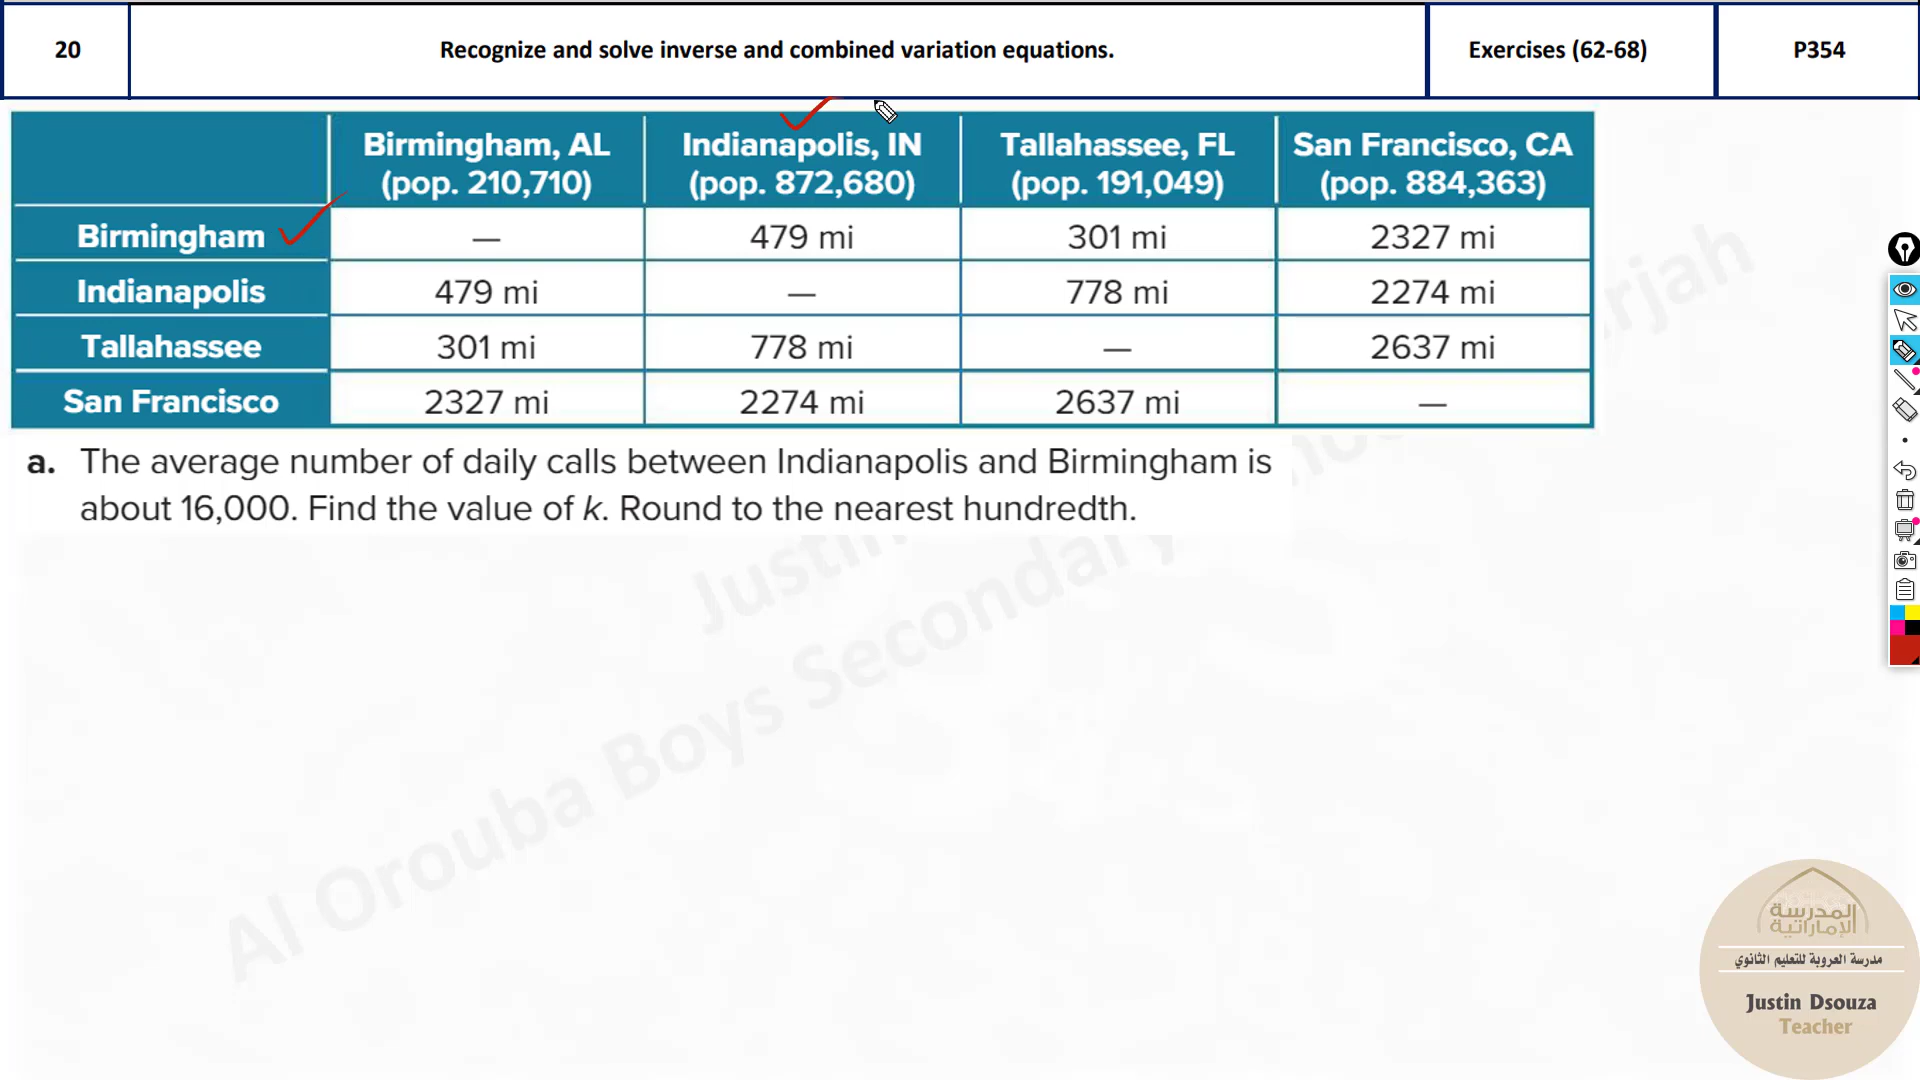 20 Recognize and solve inverse and combined variation equations. Exercises (62-68) P354
Birmingham, AL (pop. 210,710) Indianapolis, IN (pop. 872,680) Tallahassee, FL (pop. 191,049) San Francisco, CA (pop. 884,363)
Birmingham — 479 mi 301 mi 2327 mi
Indianapolis 479 mi — 778 mi 2274 mi
Tallahassee 301 mi 778 mi — 2637 mi
San Francisco 2327 mi 2274 mi 2637 mi —
a. The average number of daily calls between Indianapolis and Birmingham is
about 16,000. Find the value of k. Round to the nearest hundredth.
Al Orouba Boys Secondary
المدرسة
الإماراتية
مدرسة العروبة للتعليم الثانوي
Justin Dsouza
Teacher